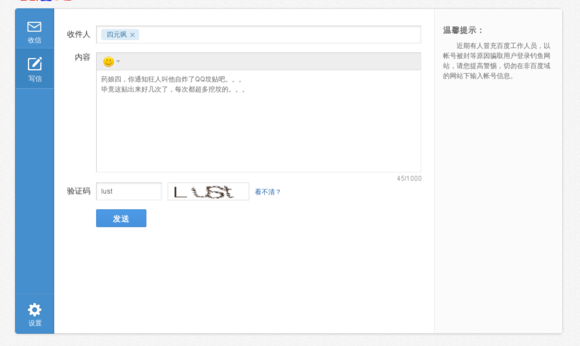 收信
写信
设置
收件人
四元飒 ×
内容
药娘四，你通知狂人叫他自炸了QQ坟贴吧。。。
毕竟这贴出来好几次了，每次都超多挖坟的。。。
45/1000
验证码
lust
LUST
看不清？
发送
温馨提示：
近期有人冒充百度工作人员，以
帐号被封等原因骗取用户登录钓鱼网
站，请您提高警惕，切勿在非百度域
的网站下输入帐号信息。